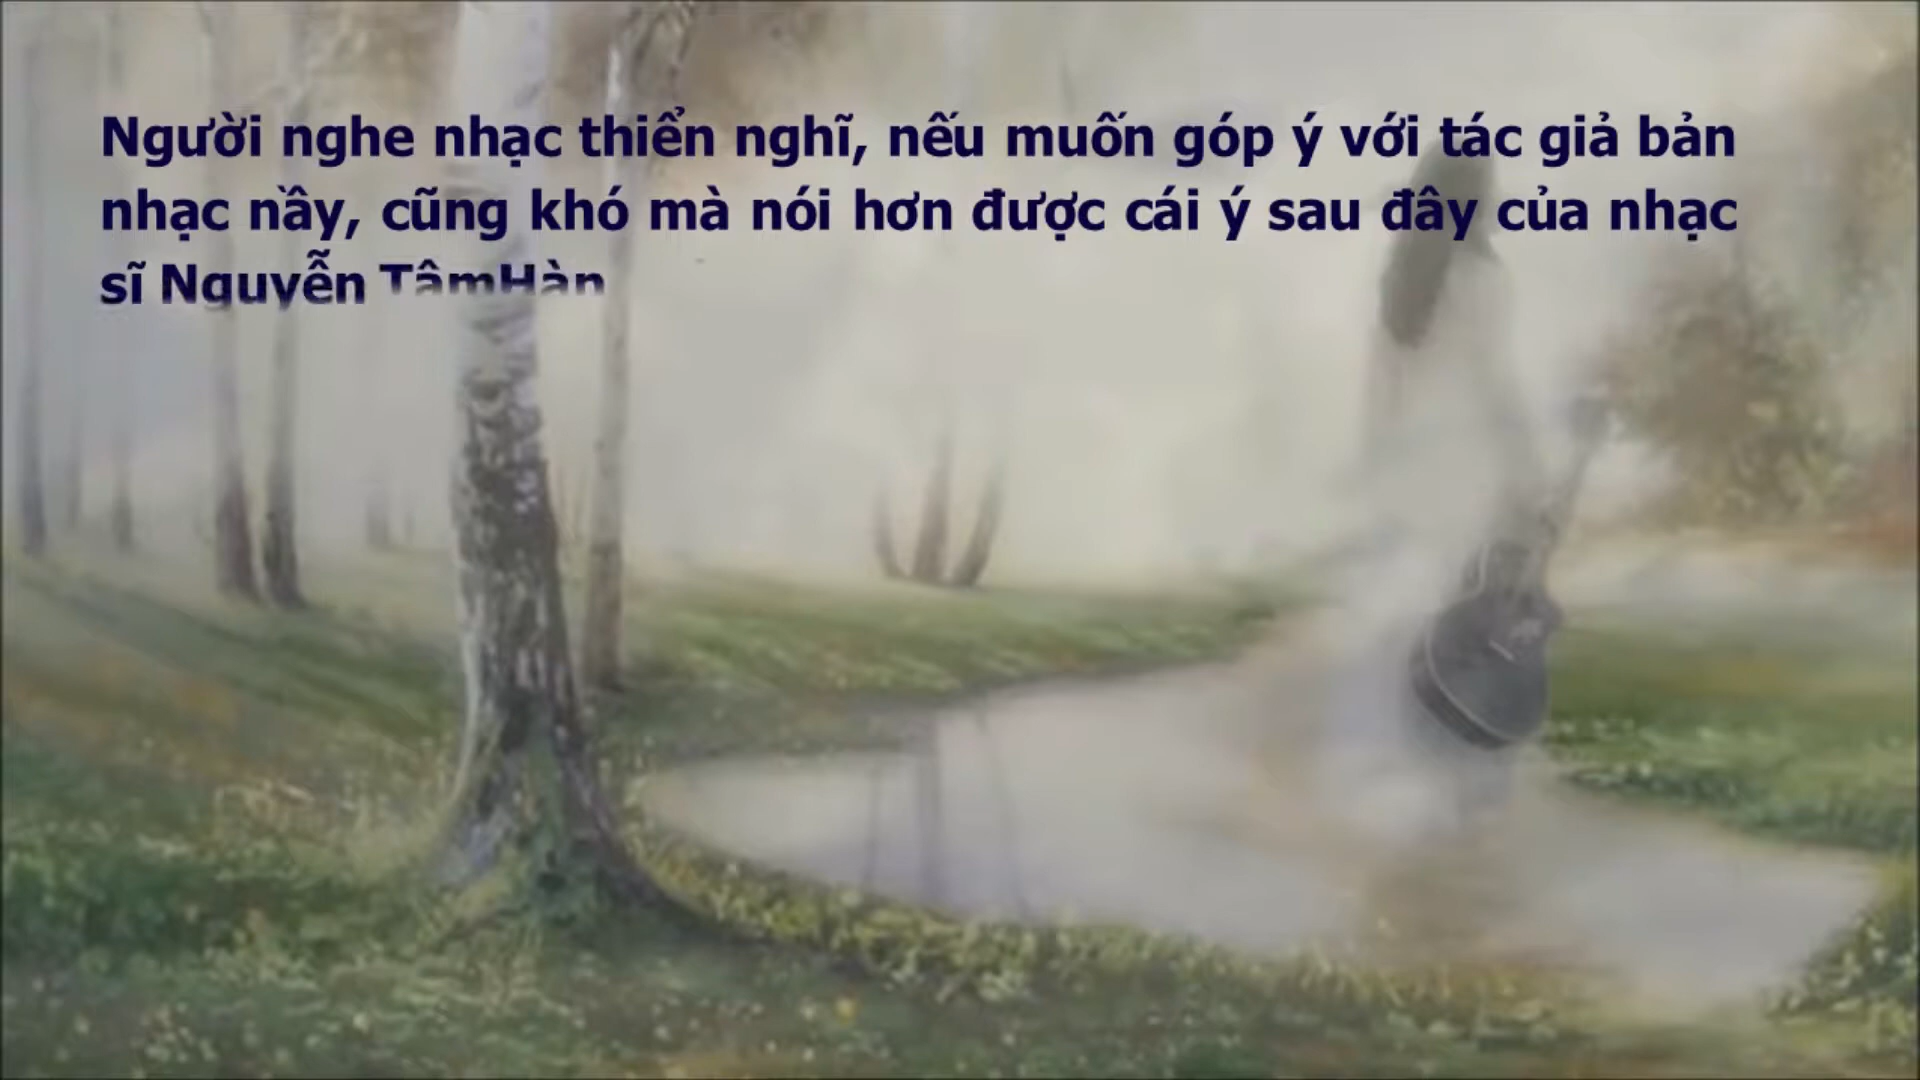 Người nghe nhạc thiển nghĩ, nếu muốn góp ý với tác giả bản
nhạc nầy, cũng khó mà nói hơn được cái ý sau đây của nhạc
sĩ Nguyễn TâmHàn